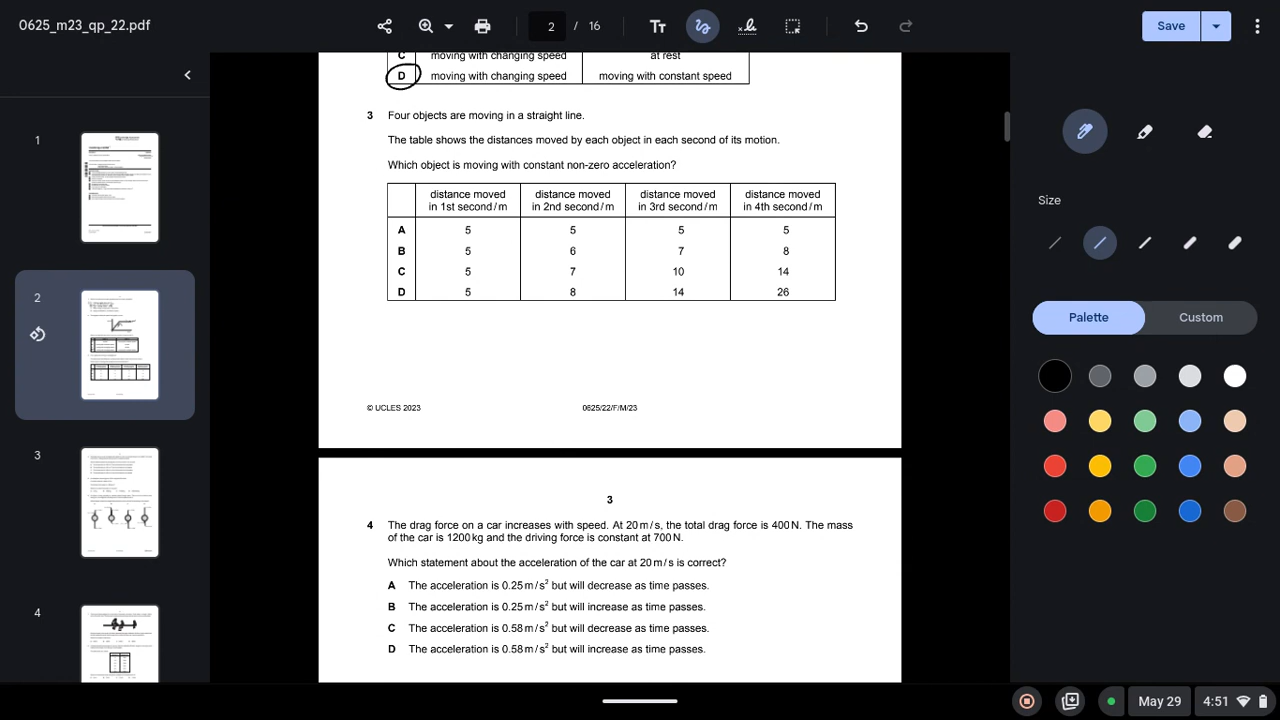 0625_m23_qp_22.pdf
2 / 16
Save
C moving with changing speed at rest
D moving with changing speed moving with constant speed
3 Four objects are moving in a straight line.
The table shows the distances moved by each object in each second of its motion.
Which object is moving with constant non-zero acceleration?
distance moved in 1st second / m distance moved in 2nd second / m distance moved in 3rd second / m distance moved in 4th second / m
A 5 5 5 5
B 5 6 7 8
C 5 7 10 14
D 5 8 14 26
© UCLES 2023 0625/22/F/M/23
3
4 The drag force on a car increases with speed. At 20 m / s, the total drag force is 400 N. The mass
of the car is 1200 kg and the driving force is constant at 700 N.
Which statement about the acceleration of the car at 20 m / s is correct?
A The acceleration is 0.25 m / s² but will decrease as time passes.
B The acceleration is 0.25 m / s² but will increase as time passes.
C The acceleration is 0.58 m / s² but will decrease as time passes.
D The acceleration is 0.58 m / s² but will increase as time passes.
1
2
3
4
Size
Palette Custom
May 29 4:51